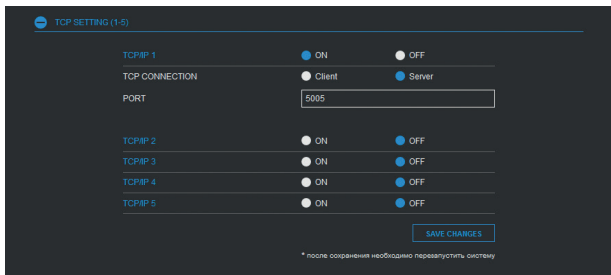 TCP SETTING (1-5)
TCP/IP 1 ON OFF
TCP CONNECTION Client Server
PORT 5005
TCP/IP 2 ON OFF
TCP/IP 3 ON OFF
TCP/IP 4 ON OFF
TCP/IP 5 ON OFF
SAVE CHANGES
* после сохранения необходимо перезапустить систему